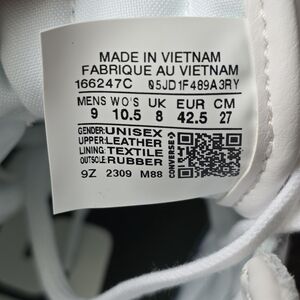 MADE IN VIETNAM
FABRIQUE AU VIETNAM
166247C 05JD1F489A3RY
MENS WO'S UK EUR CM
9 10.5 8 42.5 27
GENDER:UNISEX
UPPER:LEATHER
LINING:TEXTILE
OUTSOLE:RUBBER
CONVERSE
9Z 2309 M88